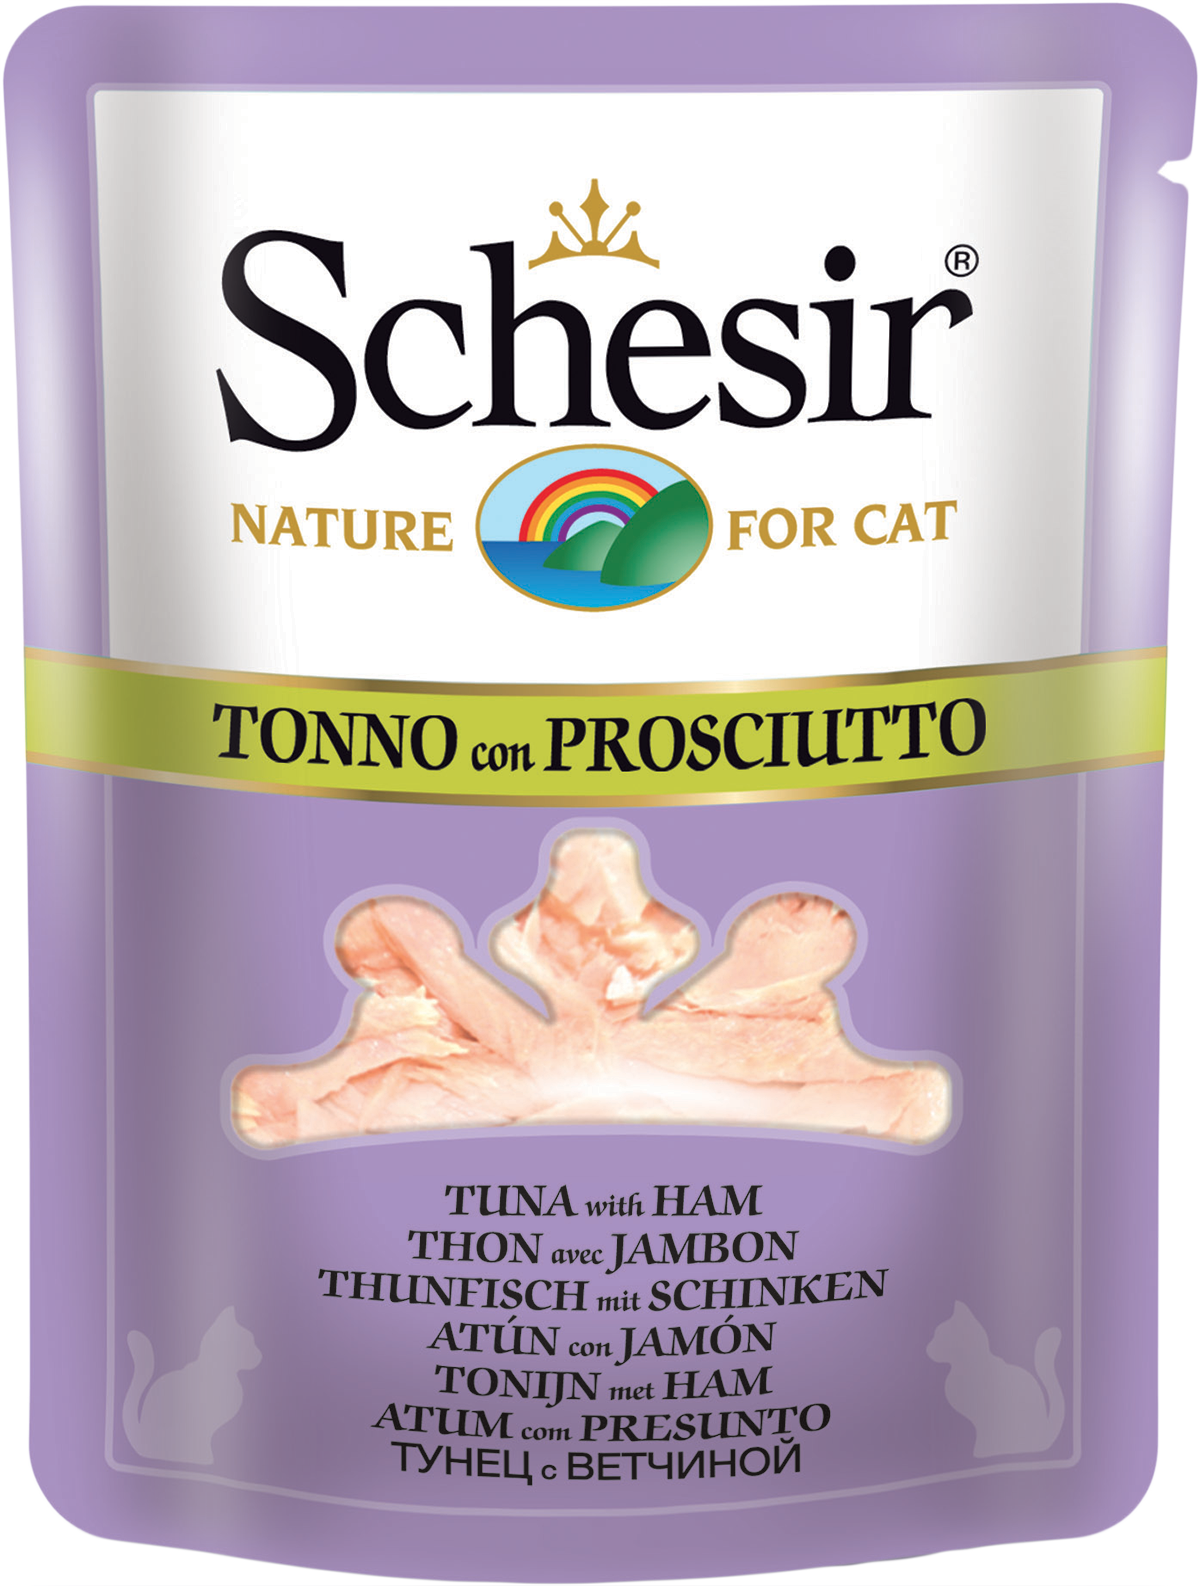 Schesir®
NATURE FOR CAT
TONNO con PROSCIUTTO
TUNA with HAM
THON avec JAMBON
THUNFISCH mit SCHINKEN
ATÚN con JAMÓN
TONIJN met HAM
ATUM com PRESUNTO
ТУНЕЦ с ВЕТЧИНОЙ